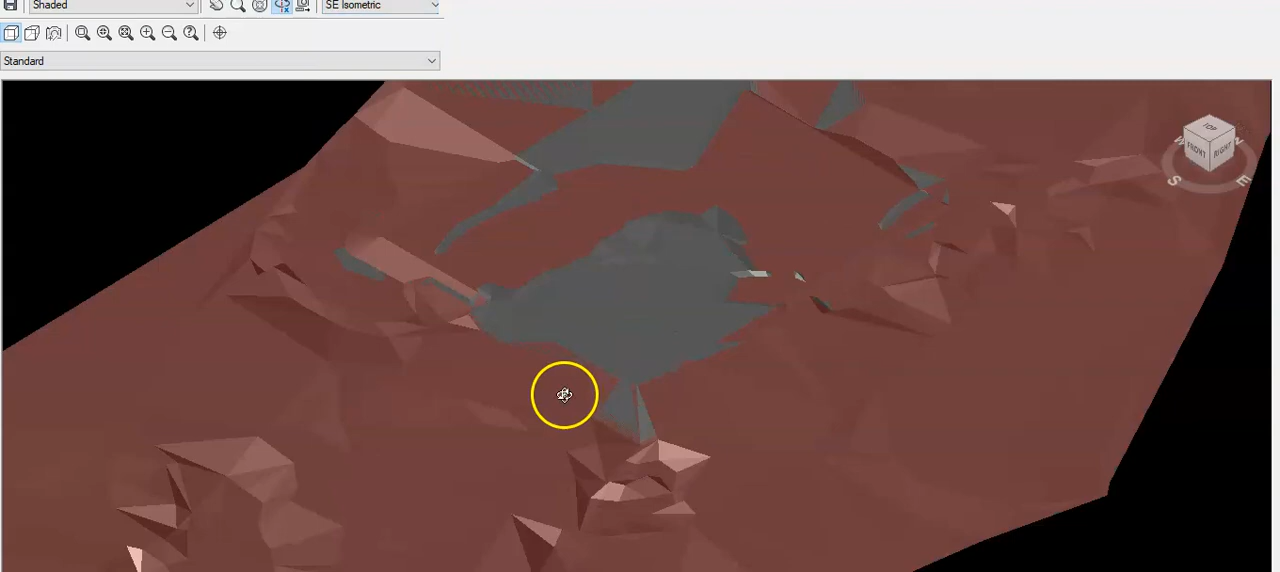 Shaded
SE Isometric
Standard
TOP
FRONT
RIGHT
W
N
S
E